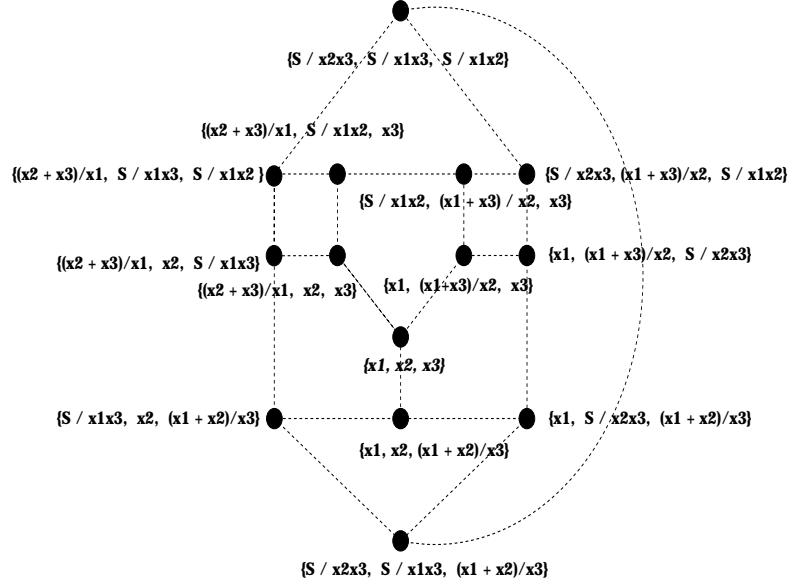 {S / x2x3, S / x1x3, S / x1x2}
{(x2 + x3)/x1, S / x1x2, x3}
{(x2 + x3)/x1, S / x1x3, S / x1x2 }
{S / x2x3, (x1 + x3)/x2, S / x1x2}
{S / x1x2, (x1 + x3) / x2, x3}
{(x2 + x3)/x1, x2, S / x1x3}
{x1, (x1 + x3)/x2, S / x2x3}
{(x2 + x3)/x1, x2, x3}
{x1, (x1+x3)/x2, x3}
{x1, x2, x3}
{S / x1x3, x2, (x1 + x2)/x3}
{x1, S / x2x3, (x1 + x2)/x3}
{x1, x2, (x1 + x2)/x3}
{S / x2x3, S / x1x3, (x1 + x2)/x3}